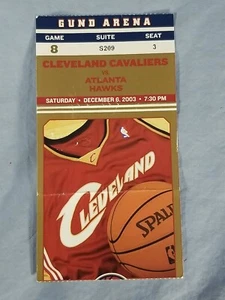 GUND ARENA
GAME SUITE SEAT
8 S209 3
CLEVELAND CAVALIERS
VS
ATLANTA
HAWKS
SATURDAY • DECEMBER 6, 2003 • 7:30 PM
CLEVELAND
SPALDING